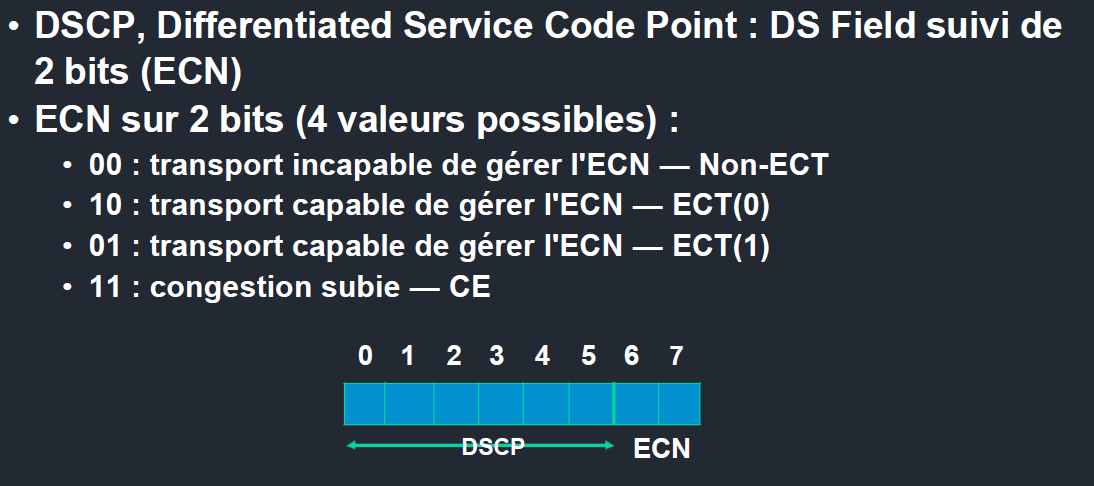 • DSCP, Differentiated Service Code Point : DS Field suivi de
2 bits (ECN)
• ECN sur 2 bits (4 valeurs possibles) :
• 00 : transport incapable de gérer l'ECN — Non-ECT
• 10 : transport capable de gérer l'ECN — ECT(0)
• 01 : transport capable de gérer l'ECN — ECT(1)
• 11 : congestion subie — CE
0 1 2 3 4 5 6 7
DSCP ECN